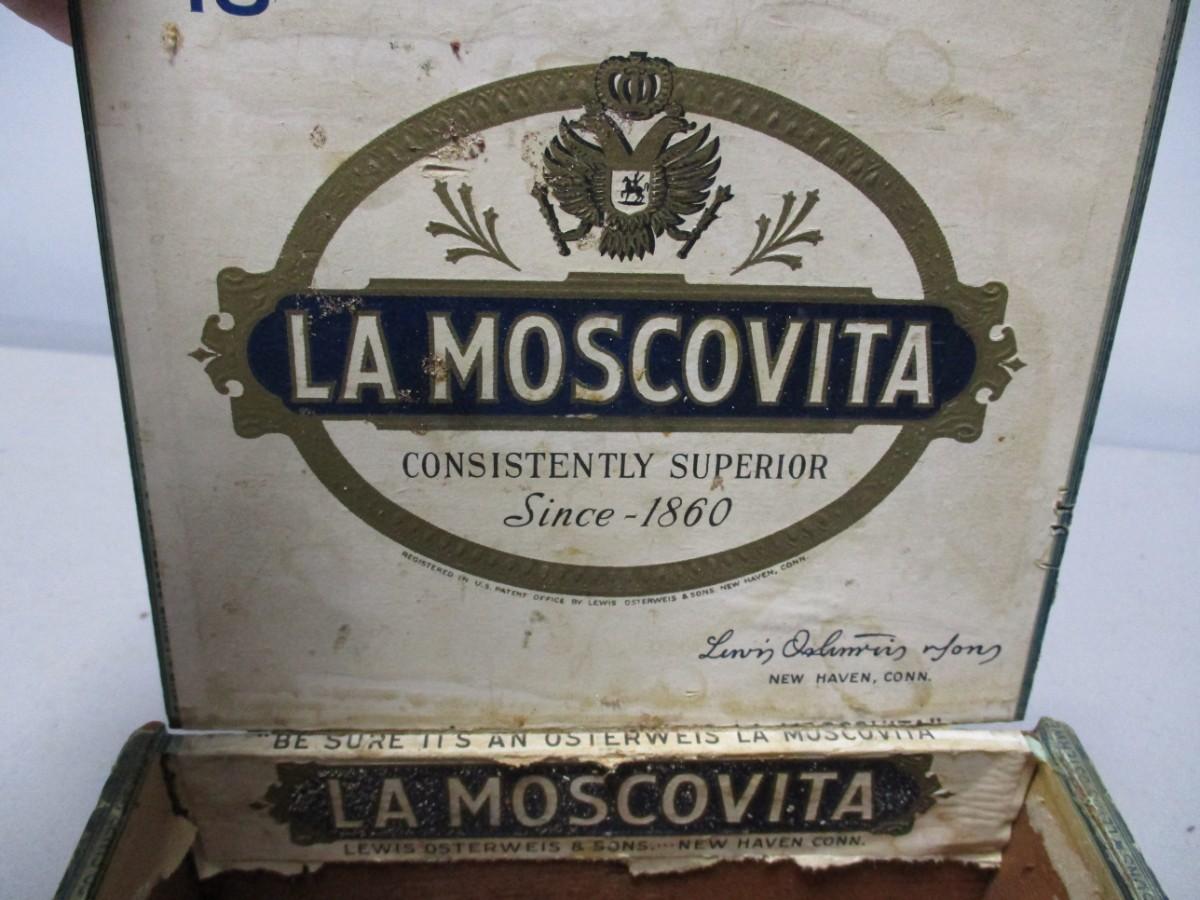 LA MOSCOVITA
CONSISTENTLY SUPERIOR
Since - 1860
REGISTERED IN U.S. PATENT OFFICE BY LEWIS OSTERWEIS & SONS NEW HAVEN, CONN.
Lewis Osterweis & Sons
NEW HAVEN, CONN.
"BE SURE IT'S AN OSTERWEIS LA MOSCOVITA"
LA MOSCOVITA
LEWIS OSTERWEIS & SONS.... NEW HAVEN CONN.